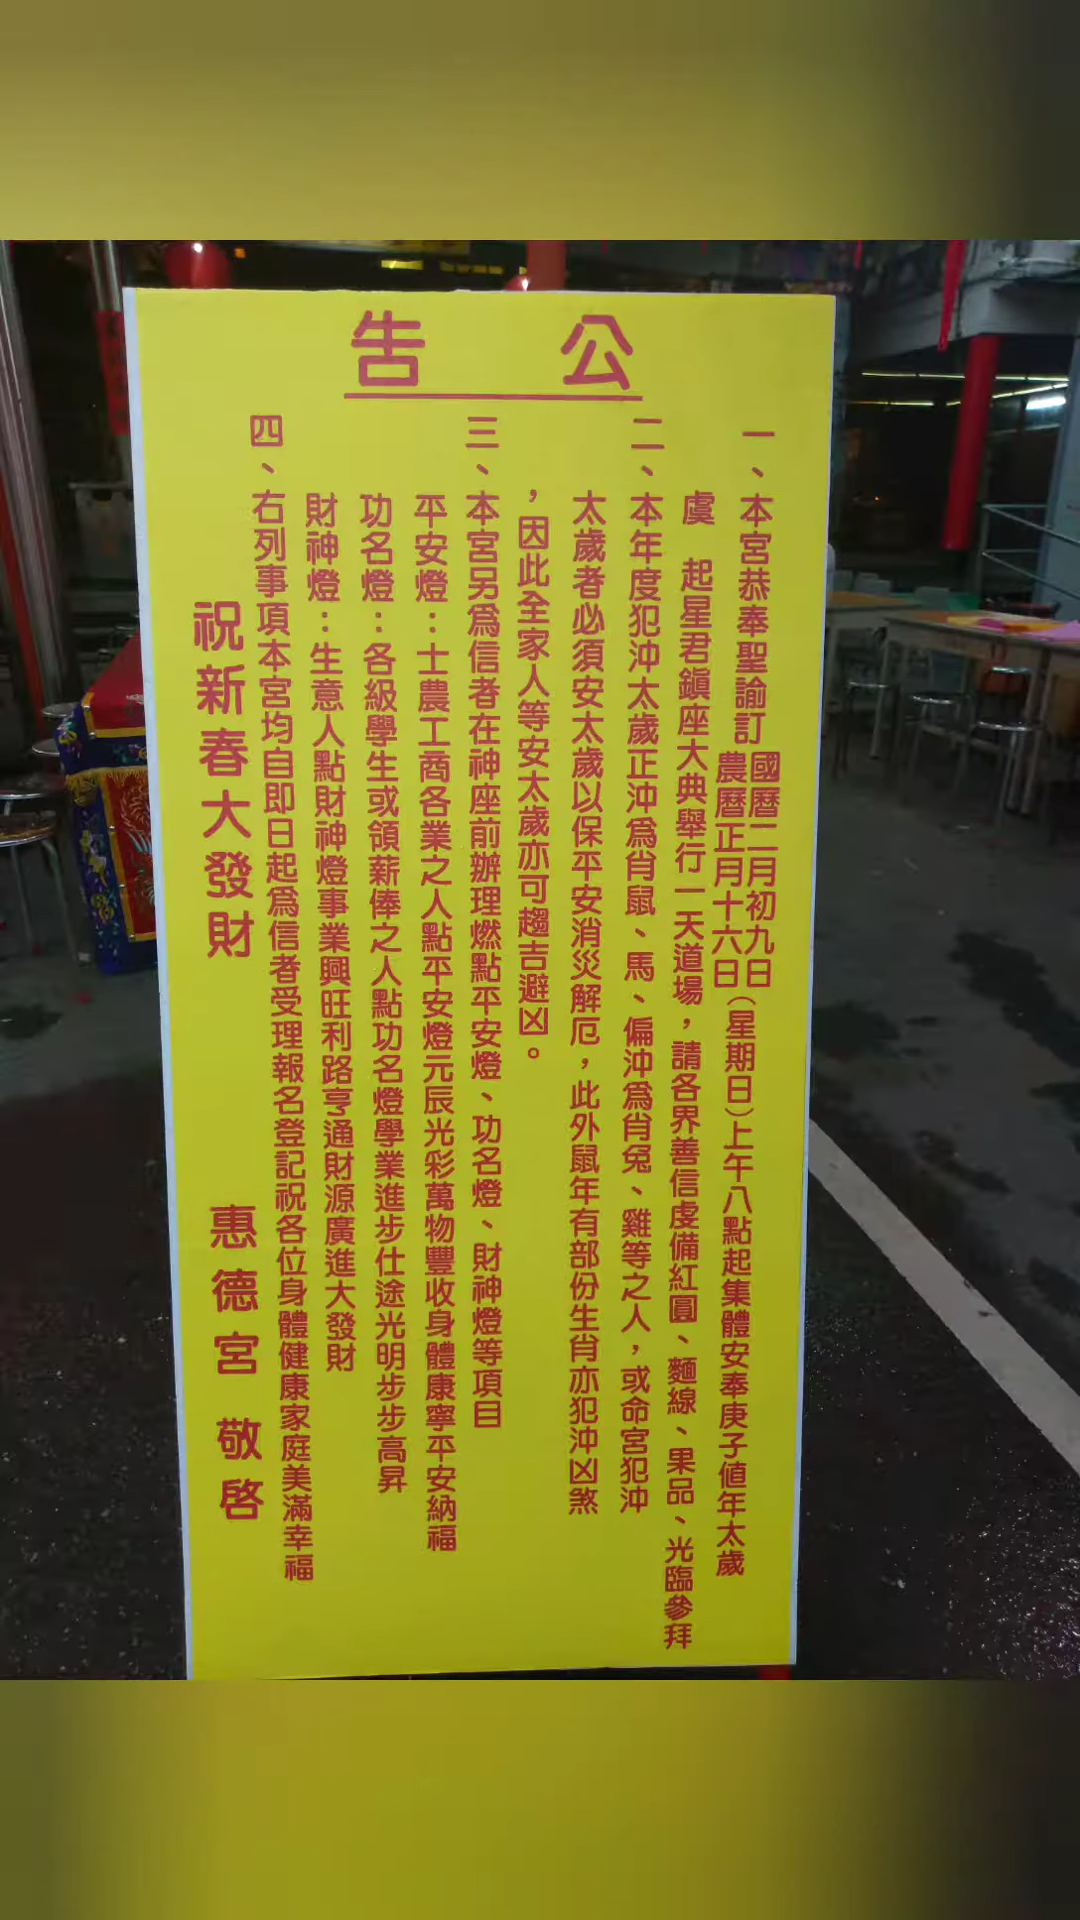 公告
一、本宮恭奉聖諭訂
國曆二月初九日
農曆正月十六日
(星期日)上午八點起集體安奉庚子值年太歲
虞 起星君鎮座大典舉行一天道場，請各界善信虔備紅圓、麵線、果品、光臨參拜
二、本年度犯沖太歲正沖為肖鼠、馬、偏沖為肖兔、雞等之人，或命宮犯沖
太歲者必須安太歲以保平安消災解厄，此外鼠年有部份生肖亦犯沖凶煞
，因此全家人等安太歲亦可趨吉避凶。
三、本宮另為信者在神座前辦理燃點平安燈、功名燈、財神燈等項目
平安燈：士農工商各業之人點平安燈元辰光彩萬物豐收身體康寧平安納福
功名燈：各級學生或領薪俸之人點功名燈學業進步仕途光明步步高昇
財神燈：生意人點財神燈事業興旺利路亨通財源廣進大發財
四、右列事項本宮均自即日起為信者受理報名登記祝各位身體健康家庭美滿幸福
祝新春大發財
惠德宮 敬啓